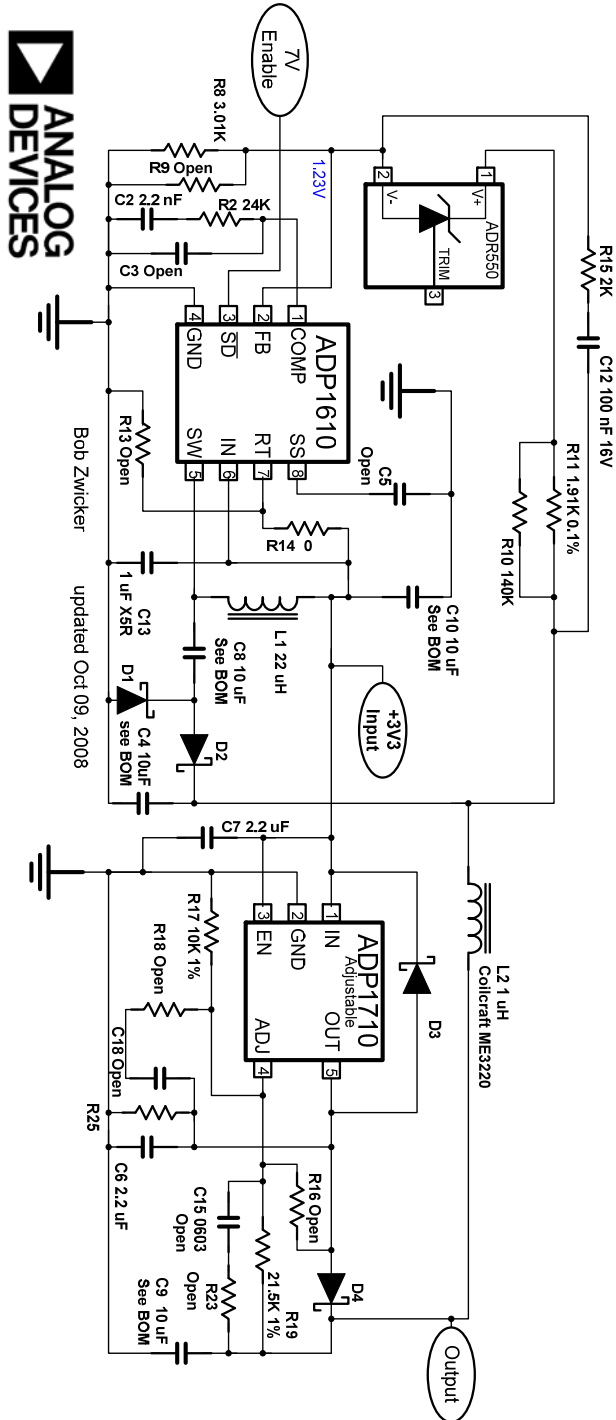 R15 2K
C12 100 nF 16V
R11 1.91K 0.1%
R10 140K
1
2
V+
V-
ADR550
TRIM
3
L2 1 uH
Coilcraft ME3220
7V
Enable
1.23V
R8 3.01K
R9 Open
C2 2.2 nF
R2 24K
C3 Open
ADP1610
1
COMP
2
FB
3
SD
4
GND
SS
8
RT
7
IN
6
SW
5
C5
Open
C10 10 uF
See BOM
R14 0
R13 Open
C13
1 uF X5R
L1 22 uH
C8 10 uF
See BOM
D1
D2
C4 10uF
see BOM
+3V3
Input
C7 2.2 uF
D3
ADP1710
Adjustable
1
IN
2
GND
3
EN
OUT
5
ADJ
4
R17 10K 1%
R18 Open
C18 Open
R25
C6 2.2 uF
R16 Open
D4
R19
21.5K 1%
C15 0603
Open
R23
Open
C9 10 uF
See BOM
Output
ANALOG
DEVICES
Bob Zwicker
updated Oct 09, 2008